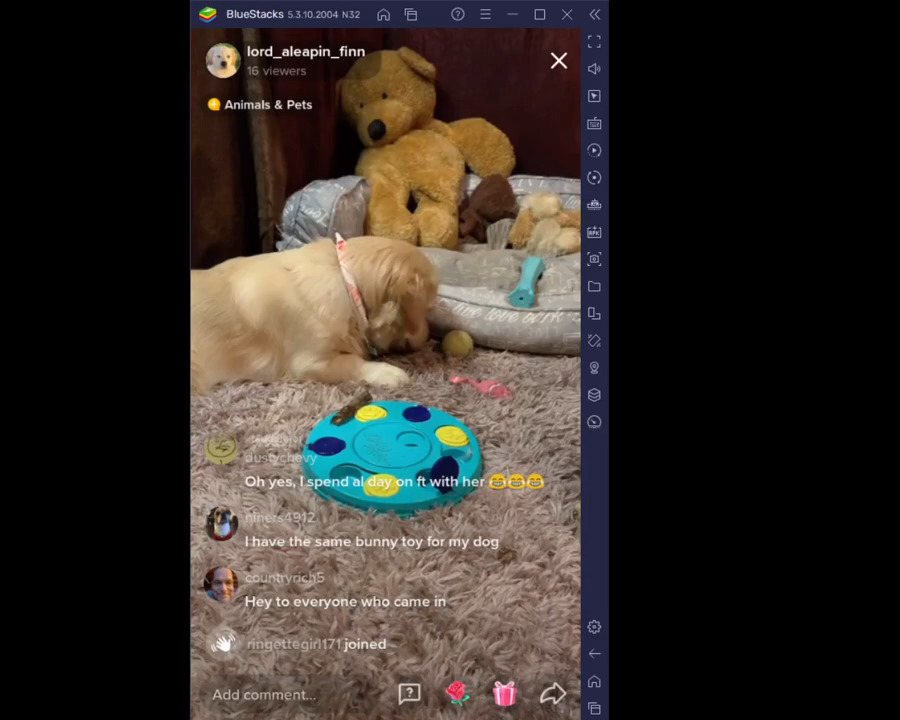 BlueStacks 5.3.10.2004 N32
lord_aleapin_finn
16 viewers
Animals & Pets
dustychevy
Oh yes, I spend al day on ft with her 😂😂😂
niners4912
I have the same bunny toy for my dog
countryrich5
Hey to everyone who came in
ringettegirl171 joined
Add comment...